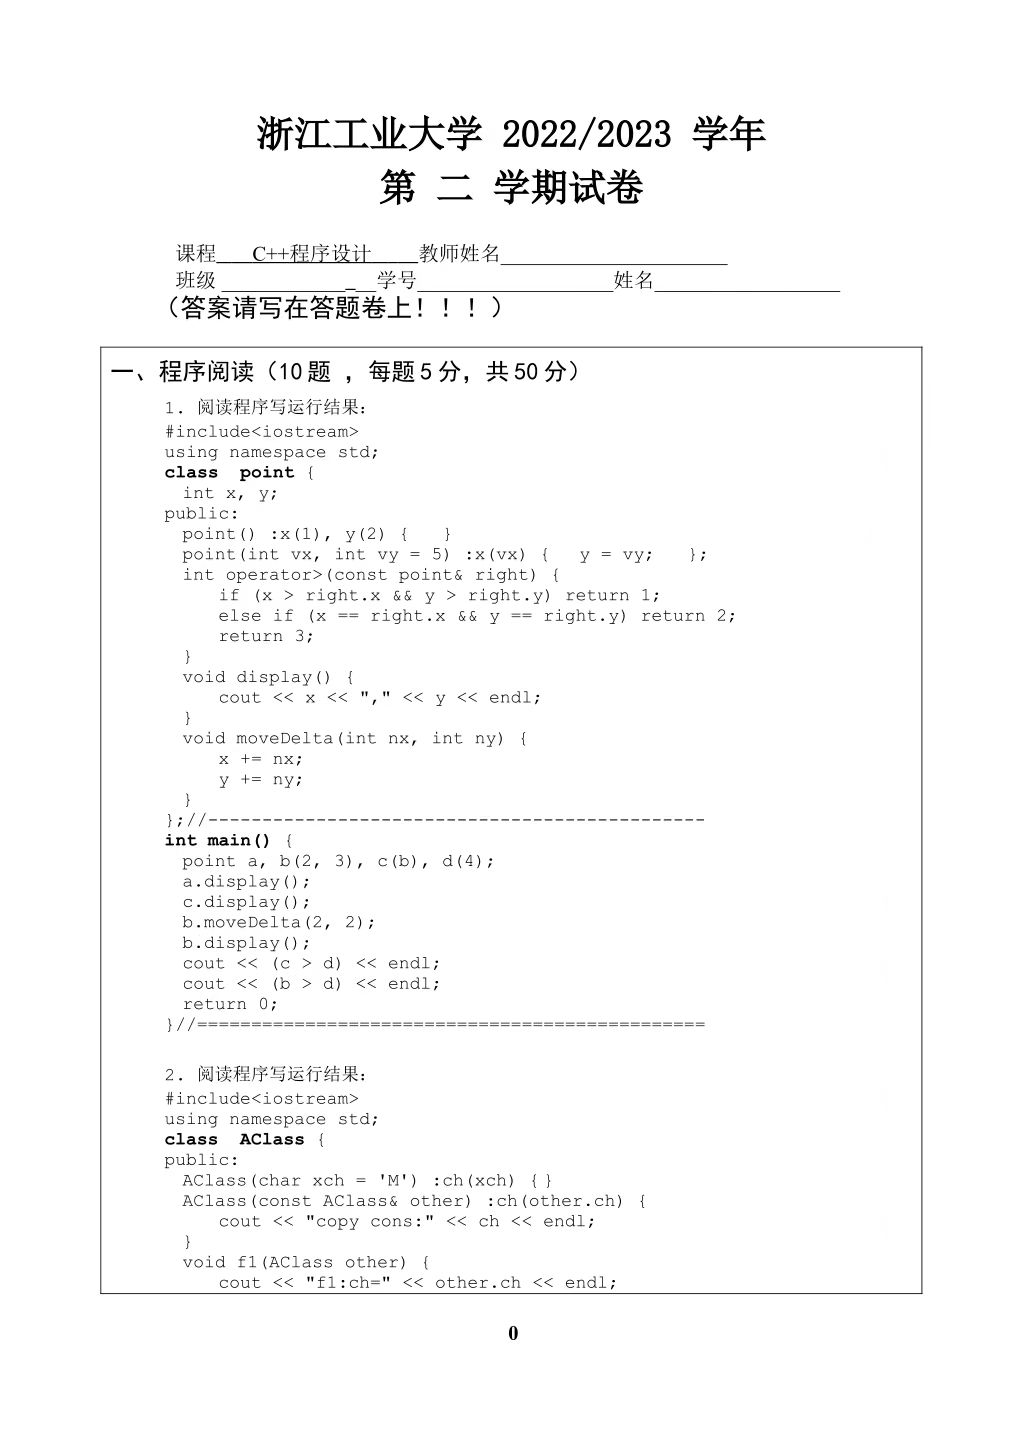 浙江工业大学 2022/2023 学年
第 二 学期试卷
课程    C++程序设计     教师姓名______________________
班级 ____________ _ __学号___________________姓名__________________
（答案请写在答题卷上！！！）
一、程序阅读（10 题 ，每题 5 分，共 50 分）
1. 阅读程序写运行结果：
#include<iostream>
using namespace std;
class  point {
  int x, y;
public:
  point() :x(1), y(2) {   }
  point(int vx, int vy = 5) :x(vx) {   y = vy;   };
  int operator>(const point& right) {
     if (x > right.x && y > right.y) return 1;
     else if (x == right.x && y == right.y) return 2;
     return 3;
  }
  void display() {
     cout << x << "," << y << endl;
  }
  void moveDelta(int nx, int ny) {
     x += nx;
     y += ny;
  }
};//----------------------------------------------
int main() {
  point a, b(2, 3), c(b), d(4);
  a.display();
  c.display();
  b.moveDelta(2, 2);
  b.display();
  cout << (c > d) << endl;
  cout << (b > d) << endl;
  return 0;
}//===============================================
2. 阅读程序写运行结果：
#include<iostream>
using namespace std;
class  AClass {
public:
  AClass(char xch = 'M') :ch(xch) {}
  AClass(const AClass& other) :ch(other.ch) {
     cout << "copy cons:" << ch << endl;
  }
  void f1(AClass other) {
     cout << "f1:ch=" << other.ch << endl;
0